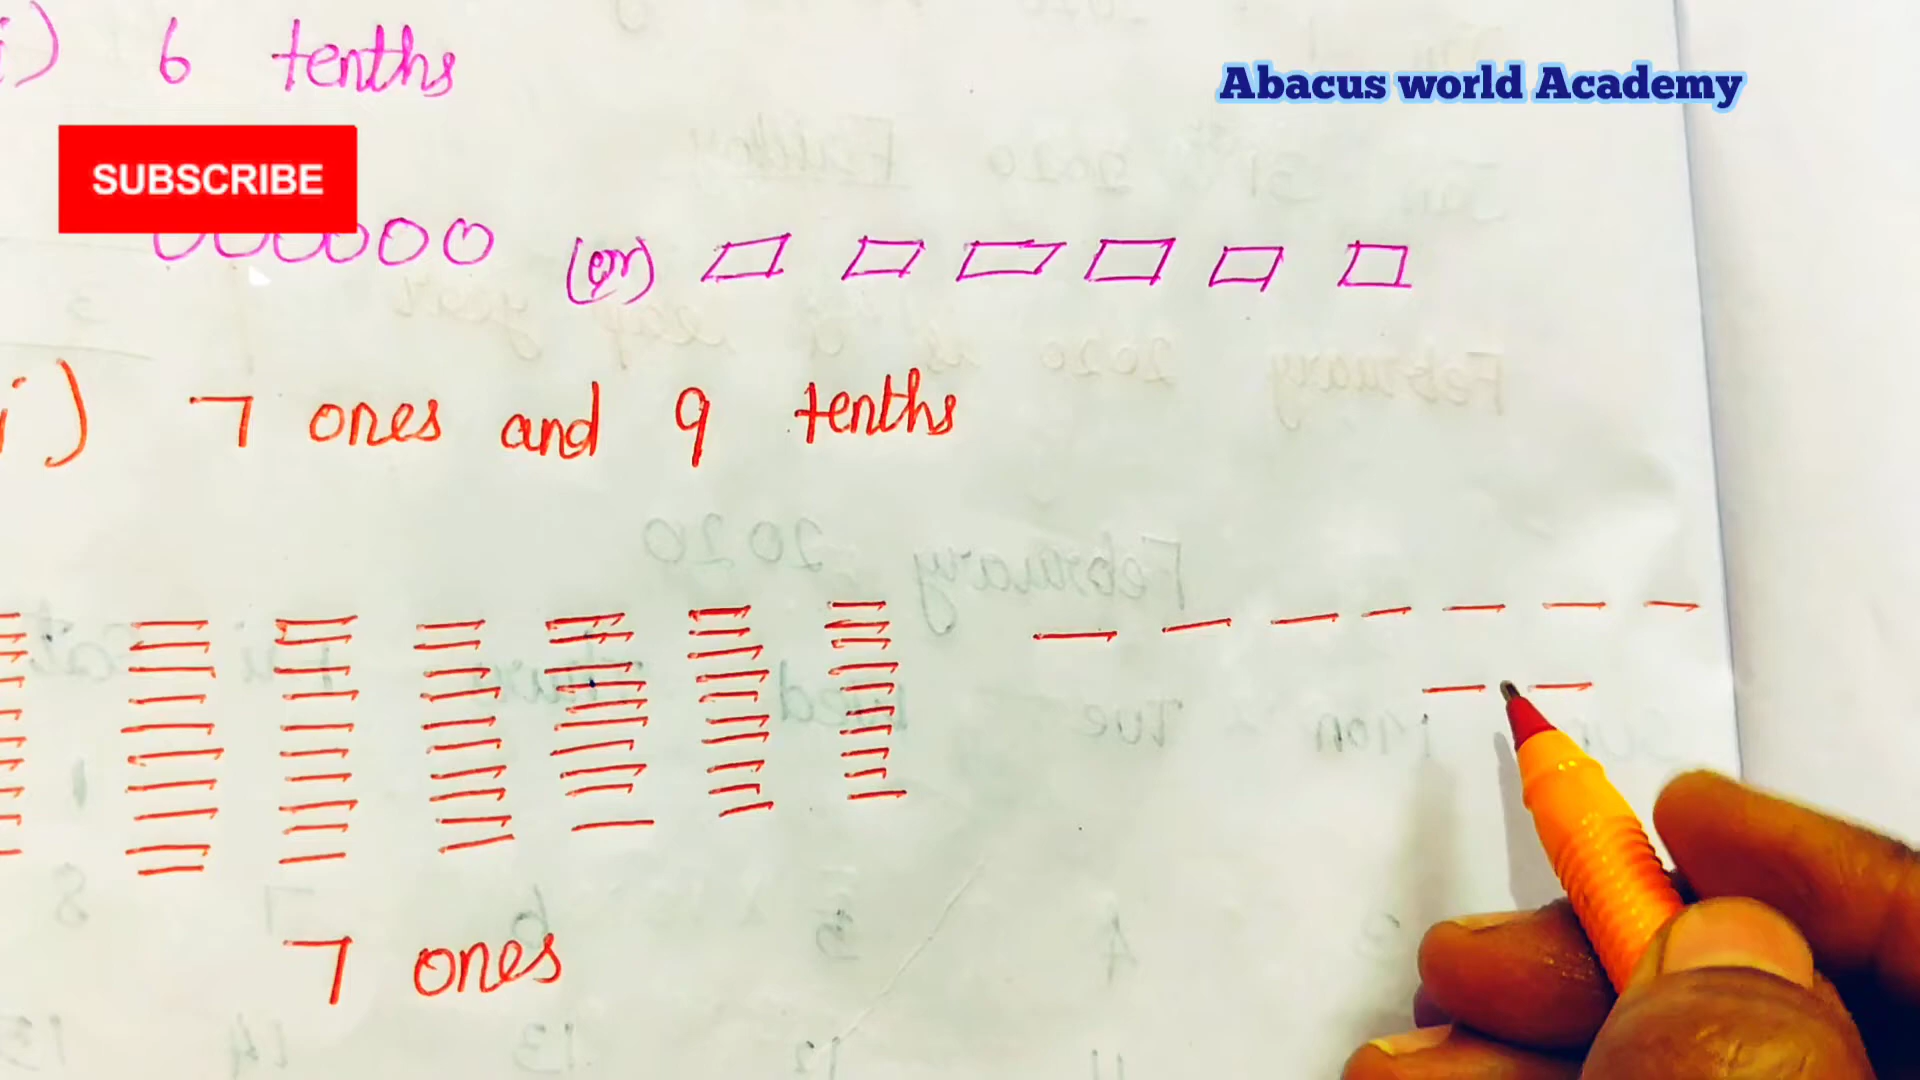 i) 6 tenths
Abacus world Academy
SUBSCRIBE
(or)
i) 7 ones and 9 tenths
7 ones